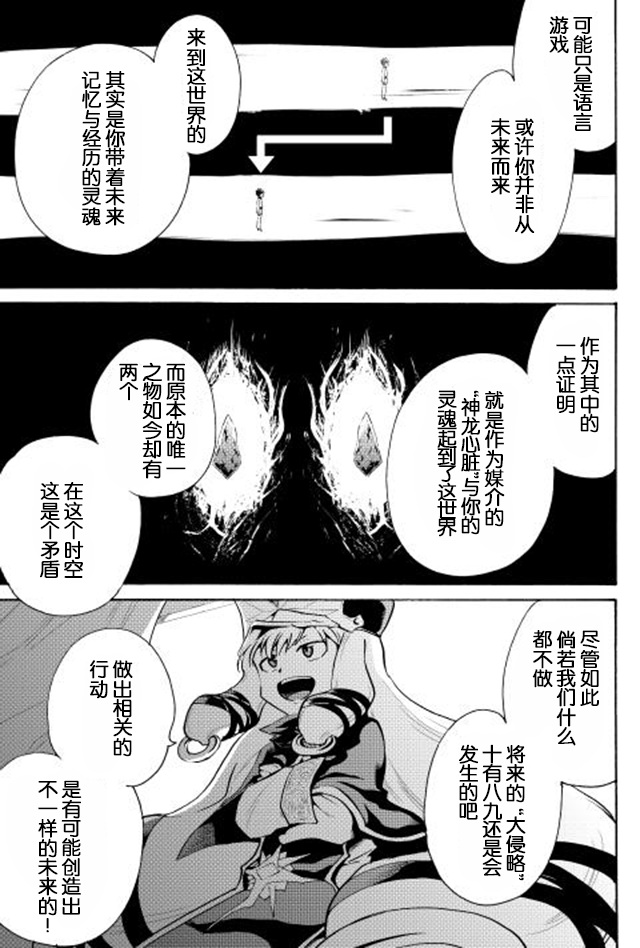 可能只是语言
游戏
或许你并非从
未来而来
来到这世界的
其实是你带着未来
记忆与经历的灵魂
作为其中的
一点证明
就是作为媒介的
“神龙心脏”与你的
灵魂起到了这世界
而原本的唯一
之物如今却有
两个
在这个时空
这是个矛盾
尽管如此
倘若我们什么
都不做
将来的“大侵略”
十有八九还是会
发生的吧
做出相关的
行动
是有可能创造出
不一样的未来的！